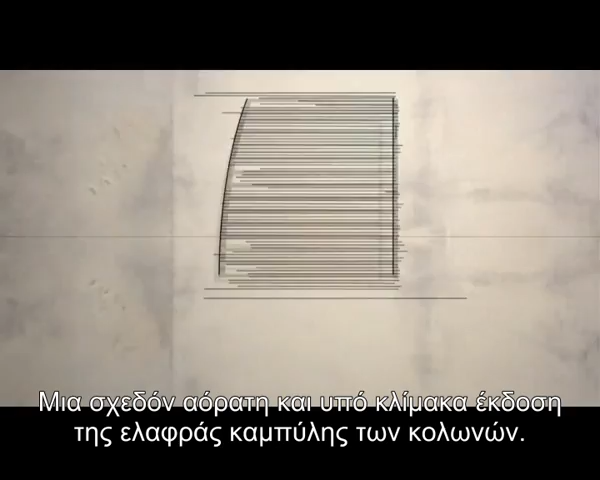 Μια σχεδόν αόρατη και υπό κλίμακα έκδοση
της ελαφράς καμπύλης των κολωνών.